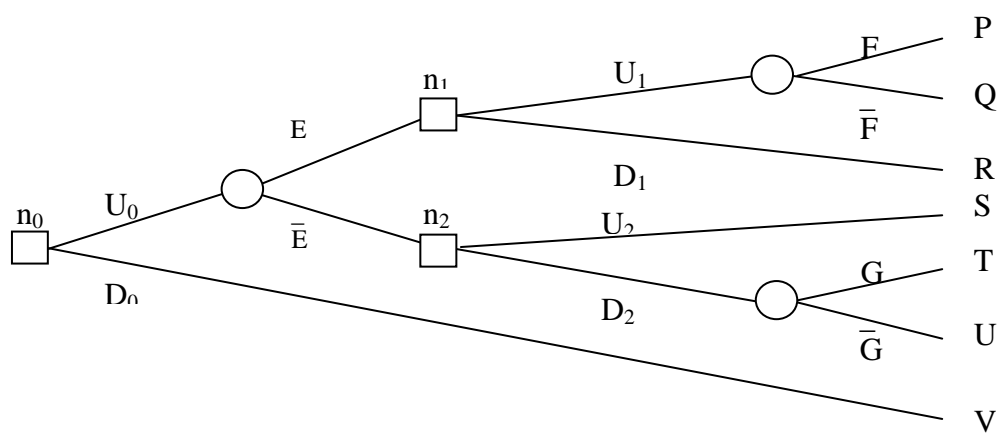 P
F
U₁
n₁
Q
E
F̅
R
D₁
U₀
n₂
S
n₀
U₂
E̅
T
G
D₀
D₂
U
G̅
V